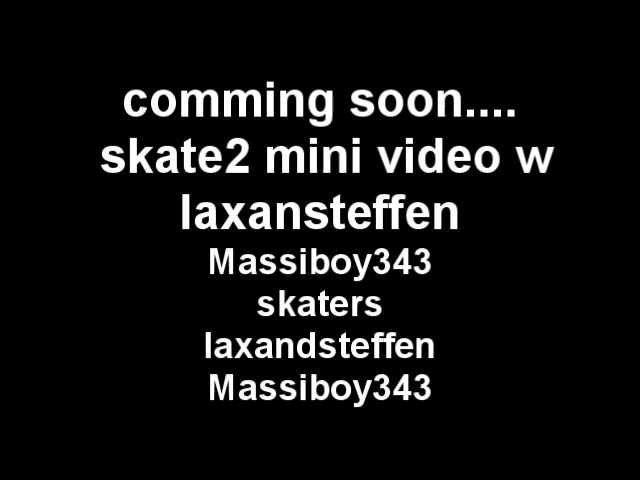 comming soon....
skate2 mini video w
laxansteffen
Massiboy343
skaters
laxandsteffen
Massiboy343